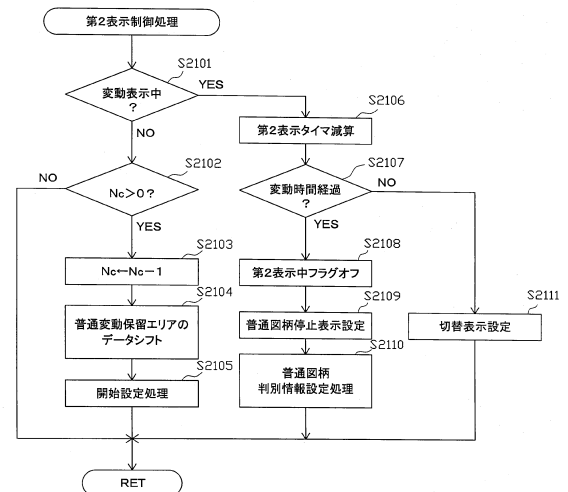 第2表示制御処理
S2101
変動表示中
?
YES
NO
S2102
Nc>0?
NO
YES
S2103
Nc←Nc−1
S2104
普通変動保留エリアの
データシフト
S2105
開始設定処理
S2106
第2表示タイマ減算
S2107
変動時間経過
?
NO
YES
S2108
第2表示中フラグオフ
S2109
普通図柄停止表示設定
S2110
普通図柄
判別情報設定処理
S2111
切替表示設定
RET